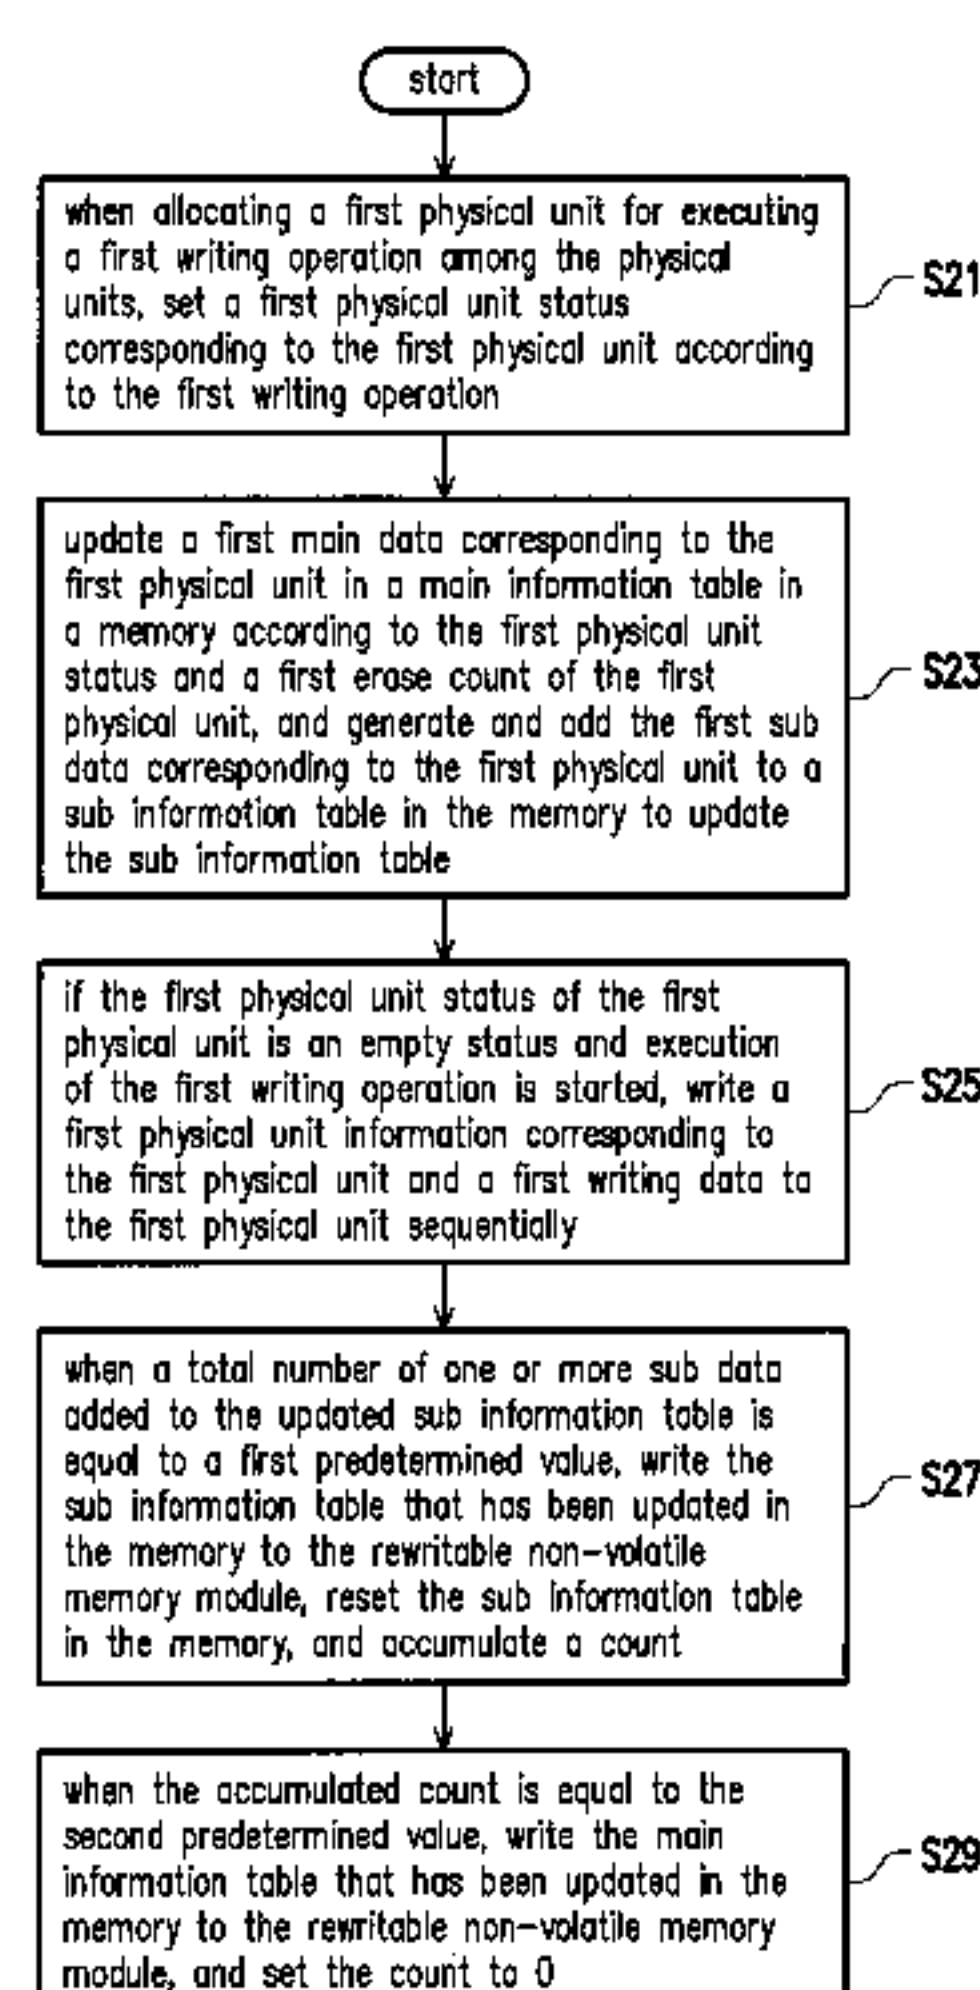 start
when allocating a first physical unit for executing
a first writing operation among the physical
units, set a first physical unit status
corresponding to the first physical unit according
to the first writing operation
S21
update a first main data corresponding to the
first physical unit in a main information table in
a memory according to the first physical unit
status and a first erase count of the first
physical unit, and generate and add the first sub
data corresponding to the first physical unit to a
sub information table in the memory to update
the sub information table
S23
if the first physical unit status of the first
physical unit is an empty status and execution
of the first writing operation is started, write a
first physical unit information corresponding to
the first physical unit and a first writing data to
the first physical unit sequentially
S25
when a total number of one or more sub data
added to the updated sub information table is
equal to a first predetermined value, write the
sub information table that has been updated in
the memory to the rewritable non-volatile
memory module, reset the sub information table
in the memory, and accumulate a count
S27
when the accumulated count is equal to the
second predetermined value, write the main
information table that has been updated in the
memory to the rewritable non-volatile memory
module, and set the count to 0
S29